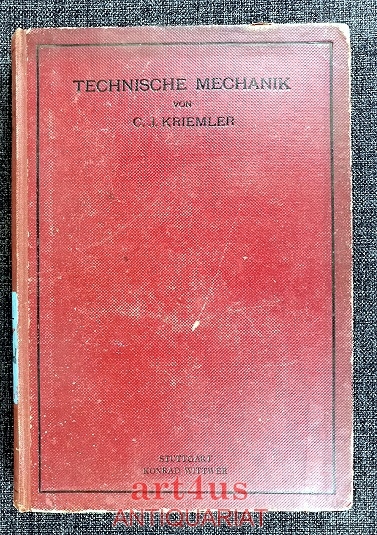 TECHNISCHE MECHANIK
VON
C. J. KRIEMLER
STUTTGART
KONRAD WITTWER
art4us
ANTIQUARIAT